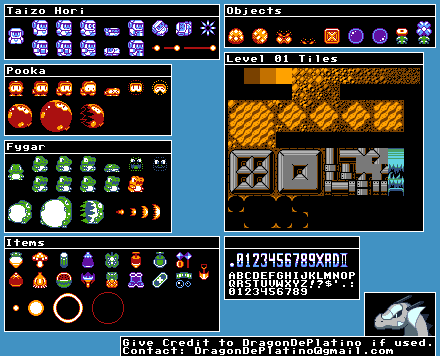 Taizo Hori
Objects
Level 01 Tiles
Pooka
Fygar
Items
.0123456789XRDII
ABCDEFGHIJKLMNOP
QRSTUVWXYZ!?$'.:
0123456789
Give Credit to DragonDePlatino if used.
Contact: DragonDePlatino@gmail.com